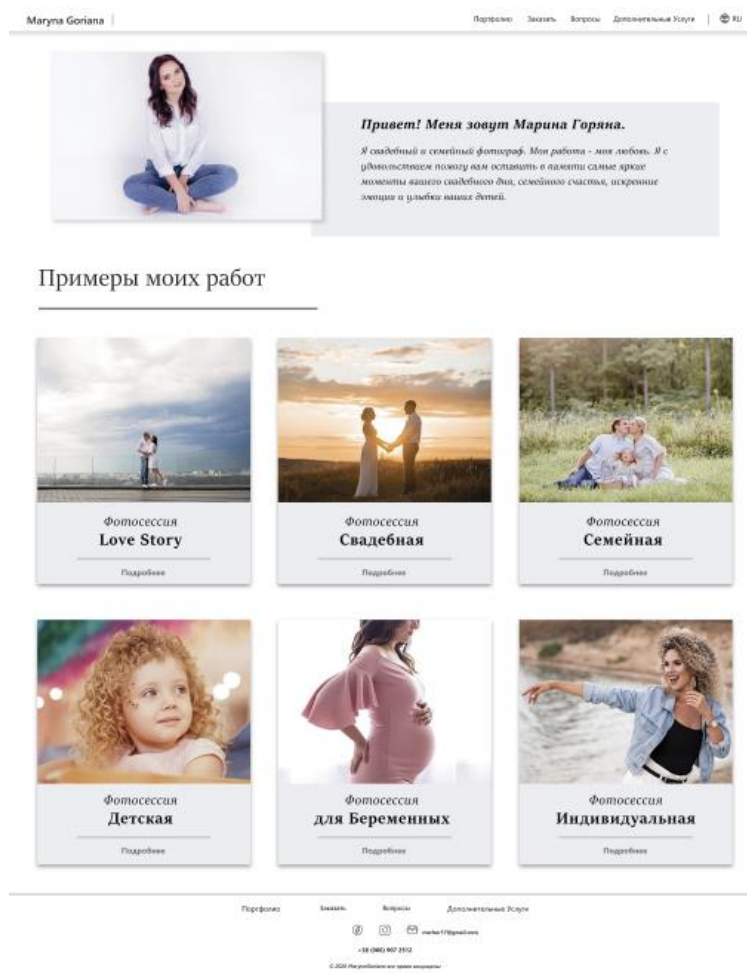 Maryna Goriana
Портфолио Заказать Вопросы Дополнительные Услуги RU
Привет! Меня зовут Марина Горяна.
Я свадебный и семейный фотограф. Моя работа - моя любовь. Я с
удовольствием помогу вам оставить в памяти самые яркие
моменты вашего свадебного дня, семейного счастья, искренние
эмоции и улыбки ваших детей.
Примеры моих работ
Фотосессия
Love Story
Подробнее
Фотосессия
Свадебная
Подробнее
Фотосессия
Семейная
Подробнее
Фотосессия
Детская
Подробнее
Фотосессия
для Беременных
Подробнее
Фотосессия
Индивидуальная
Подробнее
Портфолио Заказать Вопросы Дополнительные Услуги
все права защищены